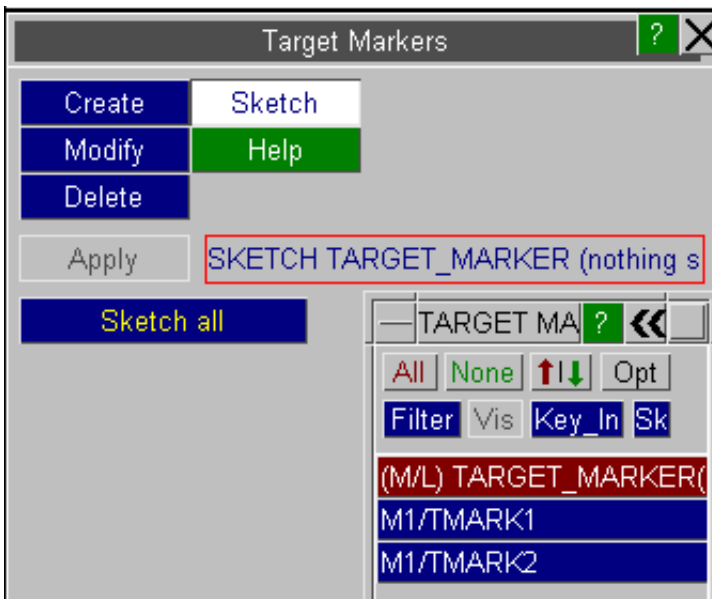 Target Markers ?
Create Sketch
Modify Help
Delete
Apply SKETCH TARGET_MARKER (nothing s
Sketch all
TARGET MA ?
All None Opt
Filter Vis Key_In Sk
(M/L) TARGET_MARKER(
M1/TMARK1
M1/TMARK2